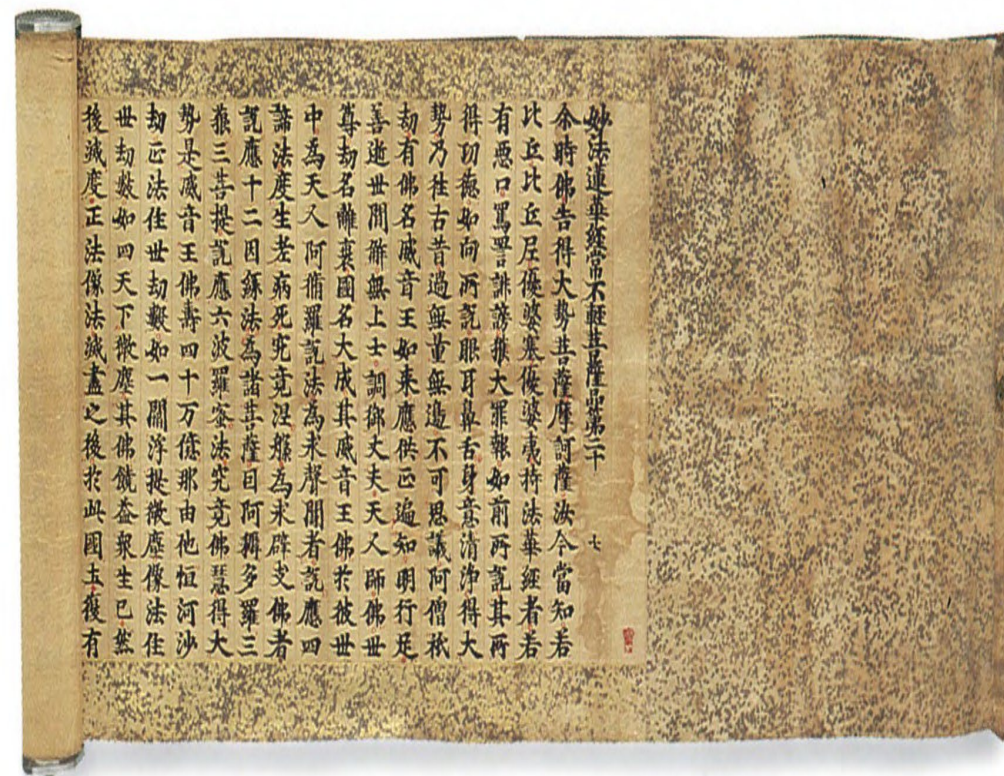 妙法蓮華經常不輕菩薩品第二十
七
尒時佛告得大勢菩薩摩訶薩汝今當知若
比丘比丘尼優婆塞優婆夷持法華經者若
有惡口罵詈誹謗獲大罪報如前所說其所
得功德如向所說眼耳鼻舌身意清淨得大
勢乃往古昔過無量無邊不可思議阿僧祇
劫有佛名威音王如來應供正遍知明行足
善逝世間解無上士調御丈夫天人師佛世
尊劫名離衰國名大成其威音王佛於彼世
中為天人阿脩羅說法為求聲聞者說應四
諦法度生老病死究竟涅槃為求辟支佛者
說應十二因緣法為諸菩薩因阿耨多羅三
藐三菩提說應六波羅蜜法究竟佛慧得大
勢是威音王佛壽四十万億那由他恒河沙
劫正法住世劫數如一閻浮提微塵像法住
世劫數如四天下微塵其佛饒益眾生已然
後滅度正法像法滅盡之後於此國土復有